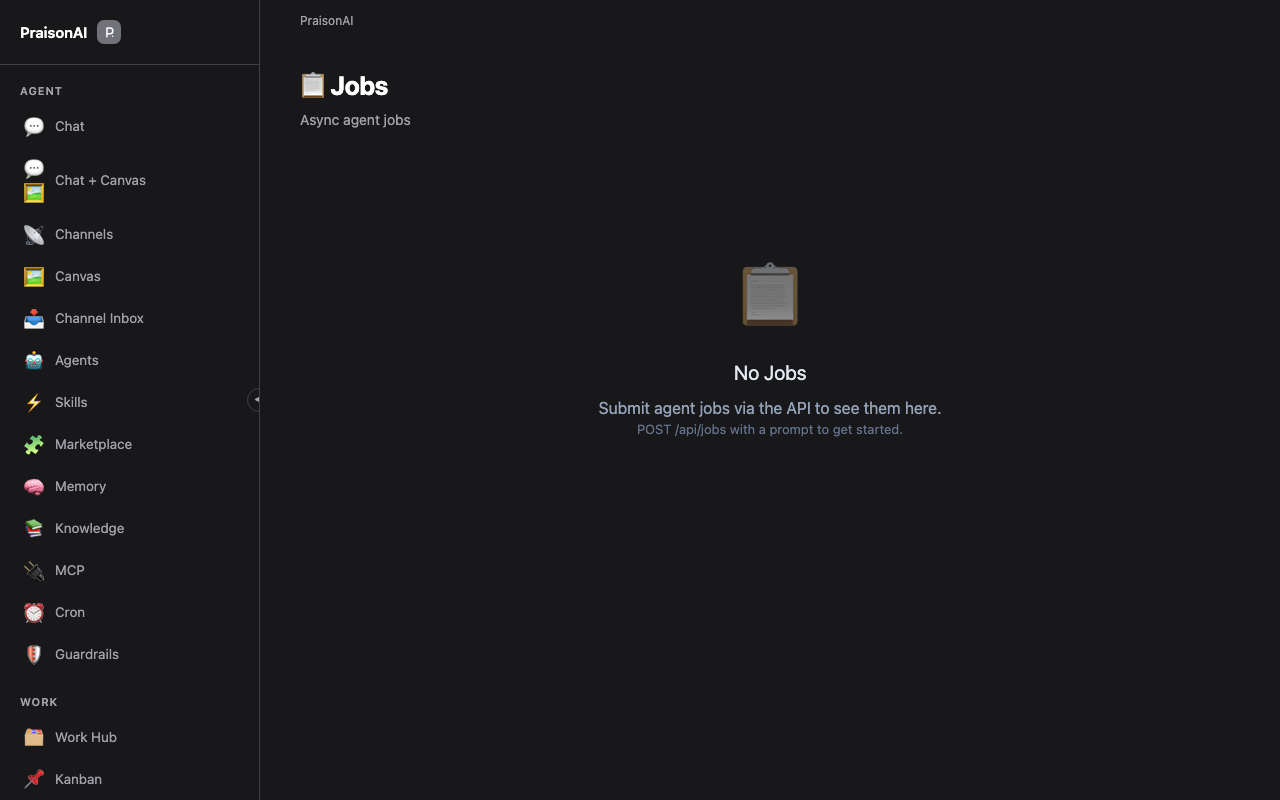 PraisonAI
P.
AGENT
Chat
Chat + Canvas
Channels
Canvas
Channel Inbox
Agents
Skills
Marketplace
Memory
Knowledge
MCP
Cron
Guardrails
WORK
Work Hub
Kanban
PraisonAI
Jobs
Async agent jobs
No Jobs
Submit agent jobs via the API to see them here.
POST /api/jobs with a prompt to get started.